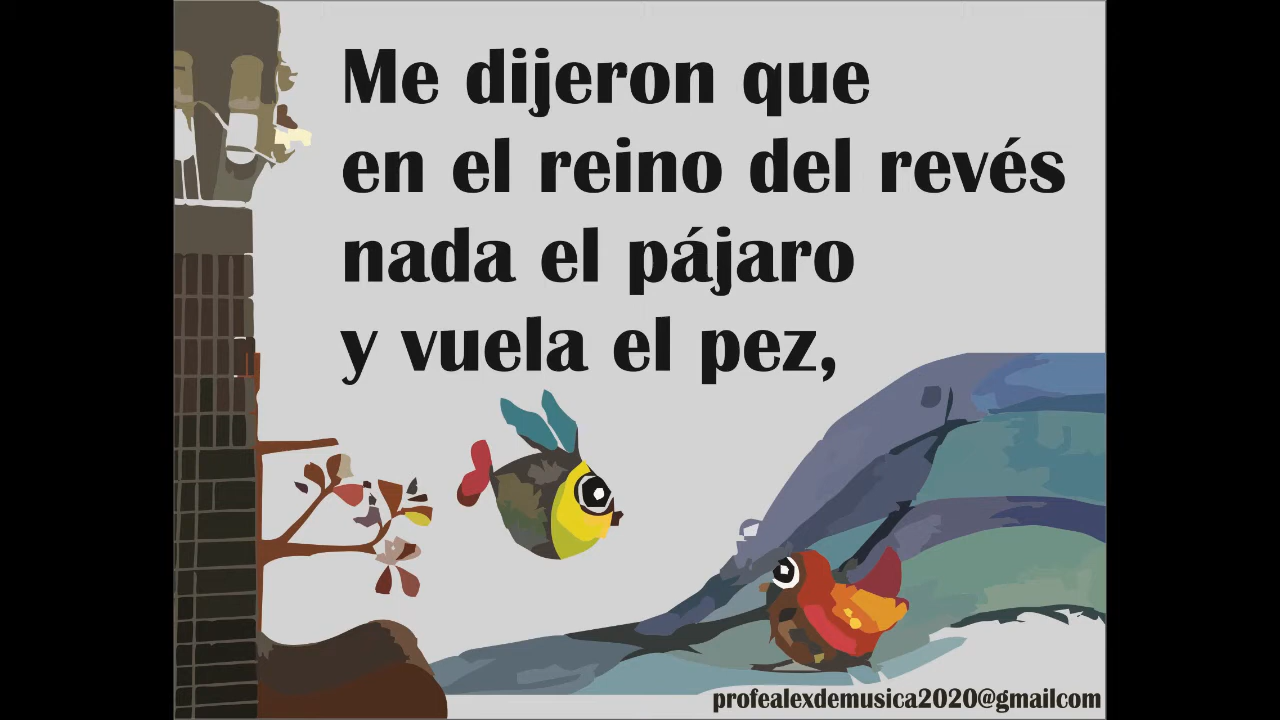 Me dijeron que
en el reino del revés
nada el pájaro
y vuela el pez,
profealexdemusica2020@gmailcom